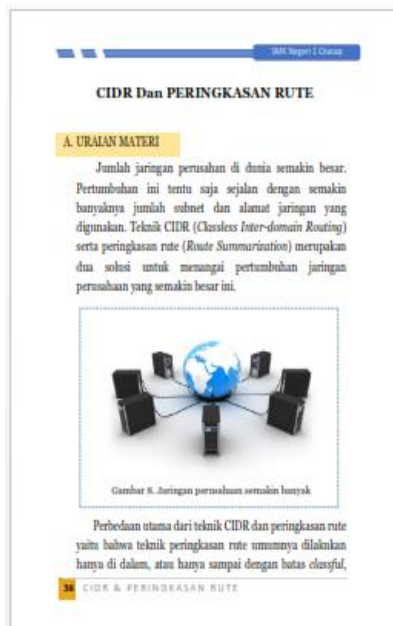 SMK Negeri 1 Cilacap
CIDR Dan PERINGKASAN RUTE
A. URAIAN MATERI
Jumlah jaringan perusahan di dunia semakin besar.
Pertumbuhan ini tentu saja sejalan dengan semakin
banyaknya jumlah subnet dan alamat jaringan yang
digunakan. Teknik CIDR (Classless Inter-domain Routing)
serta peringkasan rute (Route Summarization) merupakan
dua solusi untuk menangai pertumbuhan jaringan
perusahaan yang semakin besar ini.
Gambar 8. Jaringan perusahaan semakin banyak
Perbedaan utama dari teknik CIDR dan peringkasan rute
yaitu bahwa teknik peringkasan rute umumnya dilakukan
hanya di dalam, atau hanya sampai dengan batas classful,
36 CIDR & PERINGKASAN RUTE